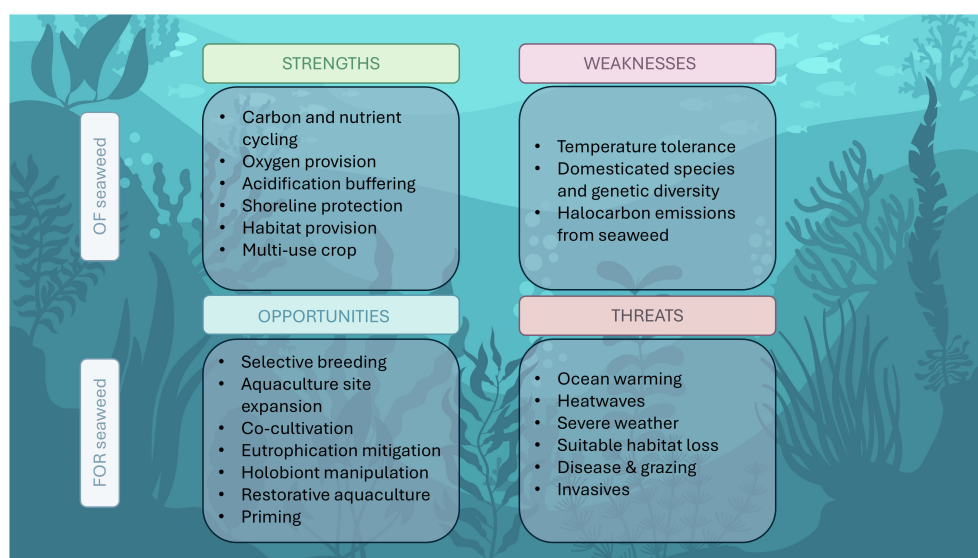 STRENGTHS
WEAKNESSES
OF seaweed
• Carbon and nutrient
cycling
• Oxygen provision
• Acidification buffering
• Shoreline protection
• Habitat provision
• Multi-use crop
• Temperature tolerance
• Domesticated species
and genetic diversity
• Halocarbon emissions
from seaweed
OPPORTUNITIES
THREATS
FOR seaweed
• Selective breeding
• Aquaculture site
expansion
• Co-cultivation
• Eutrophication mitigation
• Holobiont manipulation
• Restorative aquaculture
• Priming
• Ocean warming
• Heatwaves
• Severe weather
• Suitable habitat loss
• Disease & grazing
• Invasives